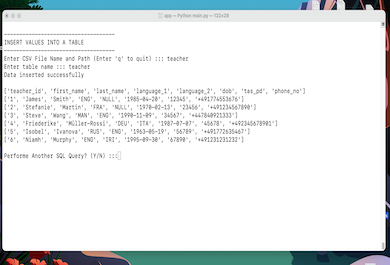 app — Python main.py — 133×28
--------------------------------
INSERT VALUES INTO A TABLE
--------------------------------
Enter CSV File Name and Path (Enter 'q' to quit) ::: teacher
Enter table name ::: teacher
Data inserted successfully
['teacher_id', 'first_name', 'last_name', 'language_1', 'language_2', 'dob', 'tax_id', 'phone_no']
['1', 'James', 'Smith', 'ENG', 'NULL', '1985-04-20', '12345', '+491774553676']
['2', 'Stefanie', 'Martin', 'FRA', 'NULL', '1970-02-13', '23456', '+491234567890']
['3', 'Steve', 'Wang', 'MAN', 'ENG', '1990-11-09', '34567', '+447840921333']
['4', 'Friederike', 'Müller-Rossi', 'DEU', 'ITA', '1987-07-07', '45678', '+492345678901']
['5', 'Isobel', 'Ivanova', 'RUS', 'ENG', '1963-05-19', '56789', '+491772635467']
['6', 'Niamh', 'Murphy', 'ENG', 'IRI', '1995-09-30', '67890', '+491231231232']
Performe Another SQL Query? (Y/N) :::